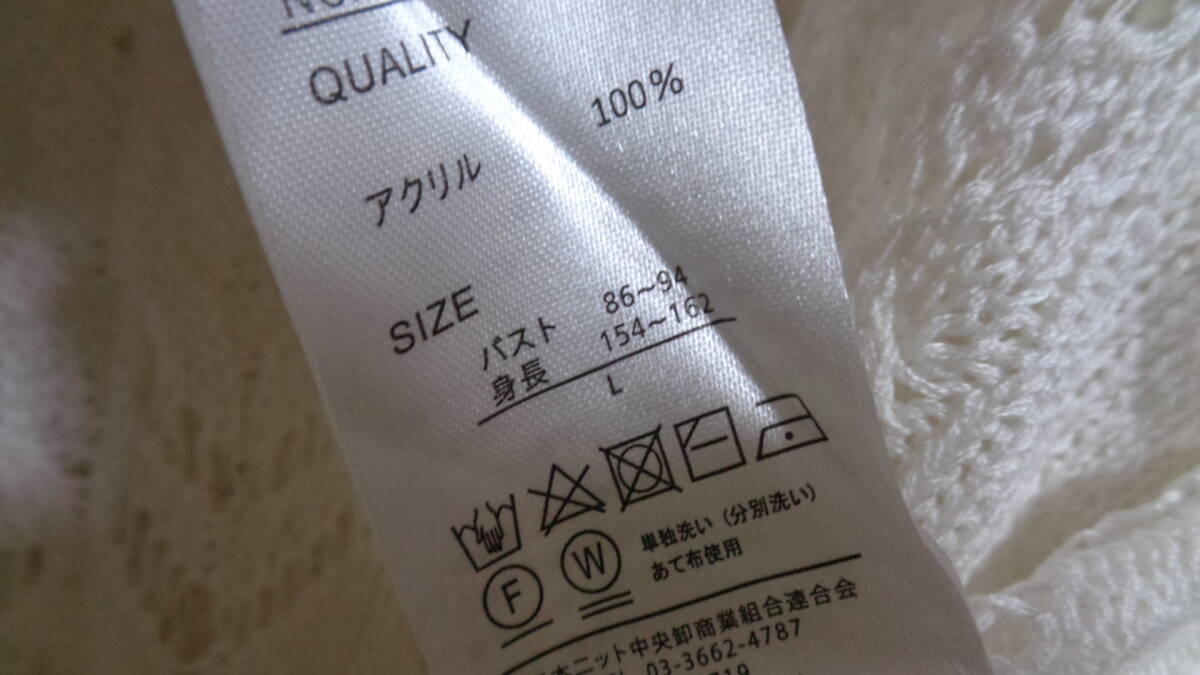 QUALITY
アクリル 100%
SIZE
バスト 86~94
身長 154~162
L
F W 単独洗い (分別洗い)
あて布使用
ニット中央卸商業組合連合会
03-3662-4787